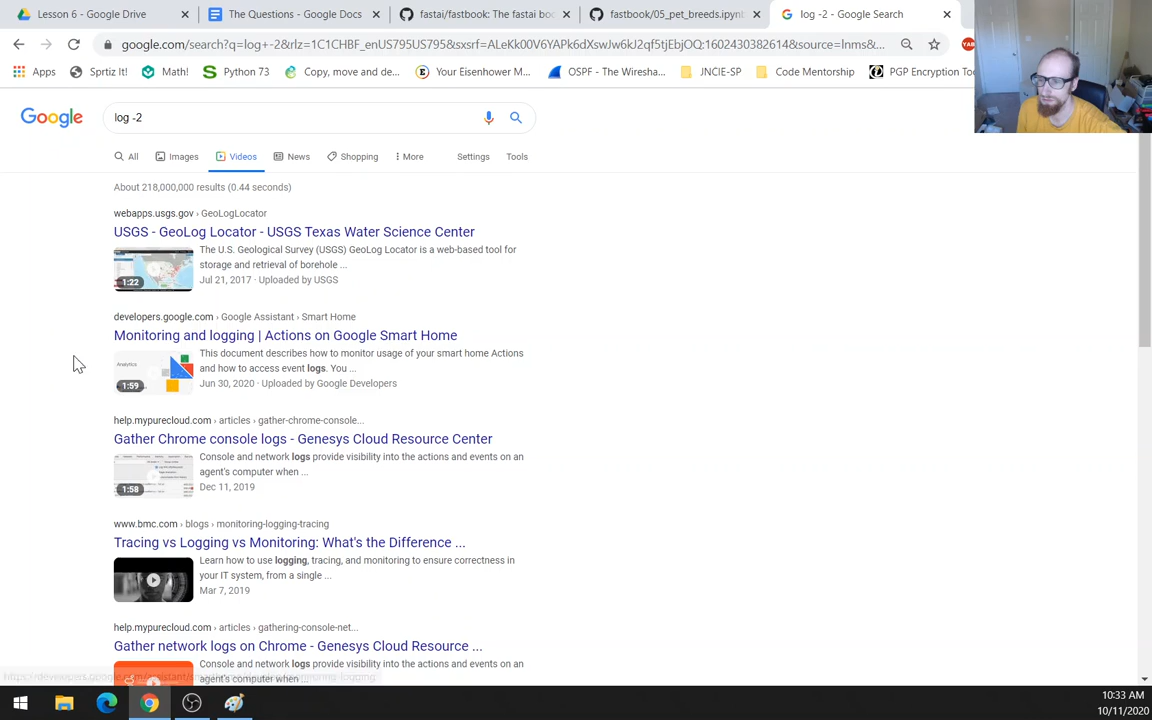 Lesson 6 - Google Drive
The Questions - Google Docs
fastai/fastbook: The fastai boo
fastbook/05_pet_breeds.ipynb
log -2 - Google Search
google.com/search?q=log+-2&rlz=1C1CHBF_enUS795US795&sxsrf=ALeKk00V6YAPk6dXswJw6kJ2qf5tjEbjOQ:1602430382614&source=lnms&...
Apps
Sprtiz It!
Math!
Python 73
Copy, move and de...
Your Eisenhower M...
OSPF - The Wiresha...
JNCIE-SP
Code Mentorship
PGP Encryption Too
Google
log -2
All
Images
Videos
News
Shopping
More
Settings
Tools
About 218,000,000 results (0.44 seconds)
webapps.usgs.gov › GeoLogLocator
USGS - GeoLog Locator - USGS Texas Water Science Center
The U.S. Geological Survey (USGS) GeoLog Locator is a web-based tool for
storage and retrieval of borehole ...
1:22
Jul 21, 2017 · Uploaded by USGS
developers.google.com › Google Assistant › Smart Home
Monitoring and logging | Actions on Google Smart Home
This document describes how to monitor usage of your smart home Actions
Analytics
and how to access event logs. You ...
1:59
Jun 30, 2020 · Uploaded by Google Developers
help.mypurecloud.com › articles › gather-chrome-console...
Gather Chrome console logs - Genesys Cloud Resource Center
Console and network logs provide visibility into the actions and events on an
agent's computer when ...
1:58
Dec 11, 2019
www.bmc.com › blogs › monitoring-logging-tracing
Tracing vs Logging vs Monitoring: What's the Difference ...
Learn how to use logging, tracing, and monitoring to ensure correctness in
your IT system, from a single ...
Mar 7, 2019
help.mypurecloud.com › articles › gathering-console-net...
Gather network logs on Chrome - Genesys Cloud Resource ...
Console and network logs provide visibility into the actions and events on an
agent's computer when ...
10:33 AM
10/11/2020